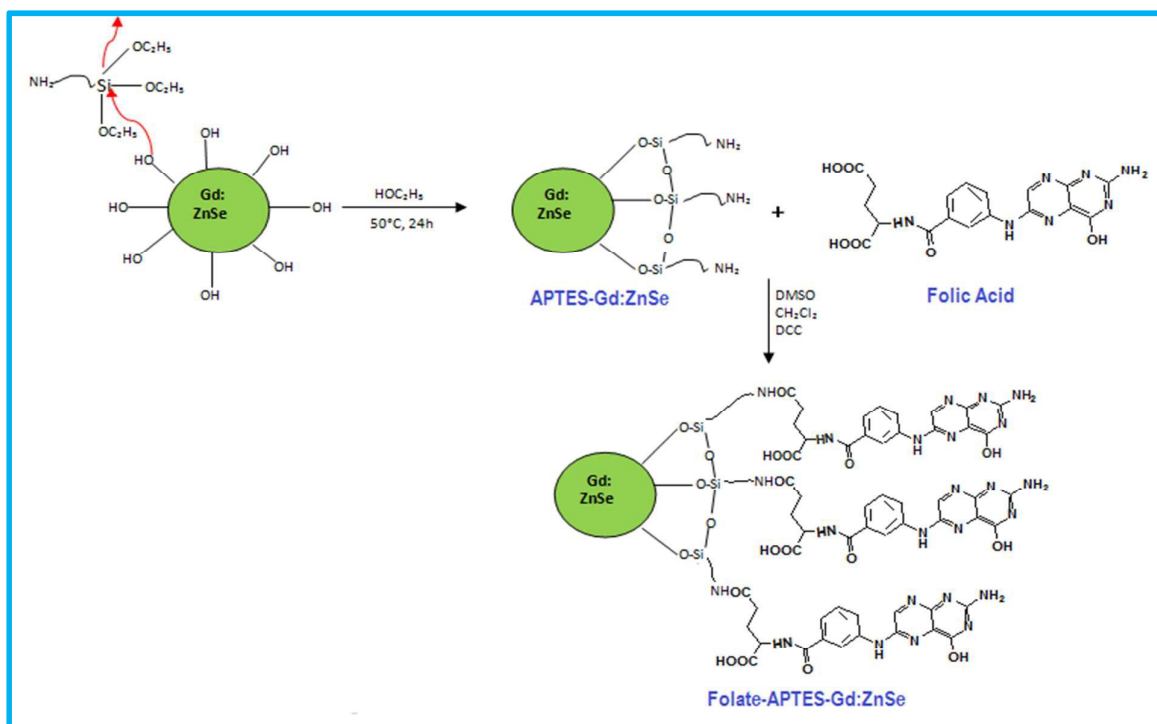 OC₂H₅
NH₂
Si
OC₂H₅
OC₂H₅
OH
HO
OH
HO
Gd:
ZnSe
OH
HO
OH
OH
HOC₂H₅
50°C, 24h
O-Si
NH₂
O
Gd:
ZnSe
O-Si
NH₂
O
O-Si
NH₂
APTES-Gd:ZnSe
+
HOOC
HOOC
HN
O
N
H
N
N
N
N
NH₂
OH
Folic Acid
DMSO
CH₂Cl₂
DCC
Gd:
ZnSe
O-Si
O
O-Si
O
O-Si
NHOC
HOOC
HN
O
N
H
N
N
N
N
NH₂
OH
NHOC
HOOC
HN
O
N
H
N
N
N
N
NH₂
OH
NHOC
HOOC
HN
O
N
H
N
N
N
N
NH₂
OH
Folate-APTES-Gd:ZnSe